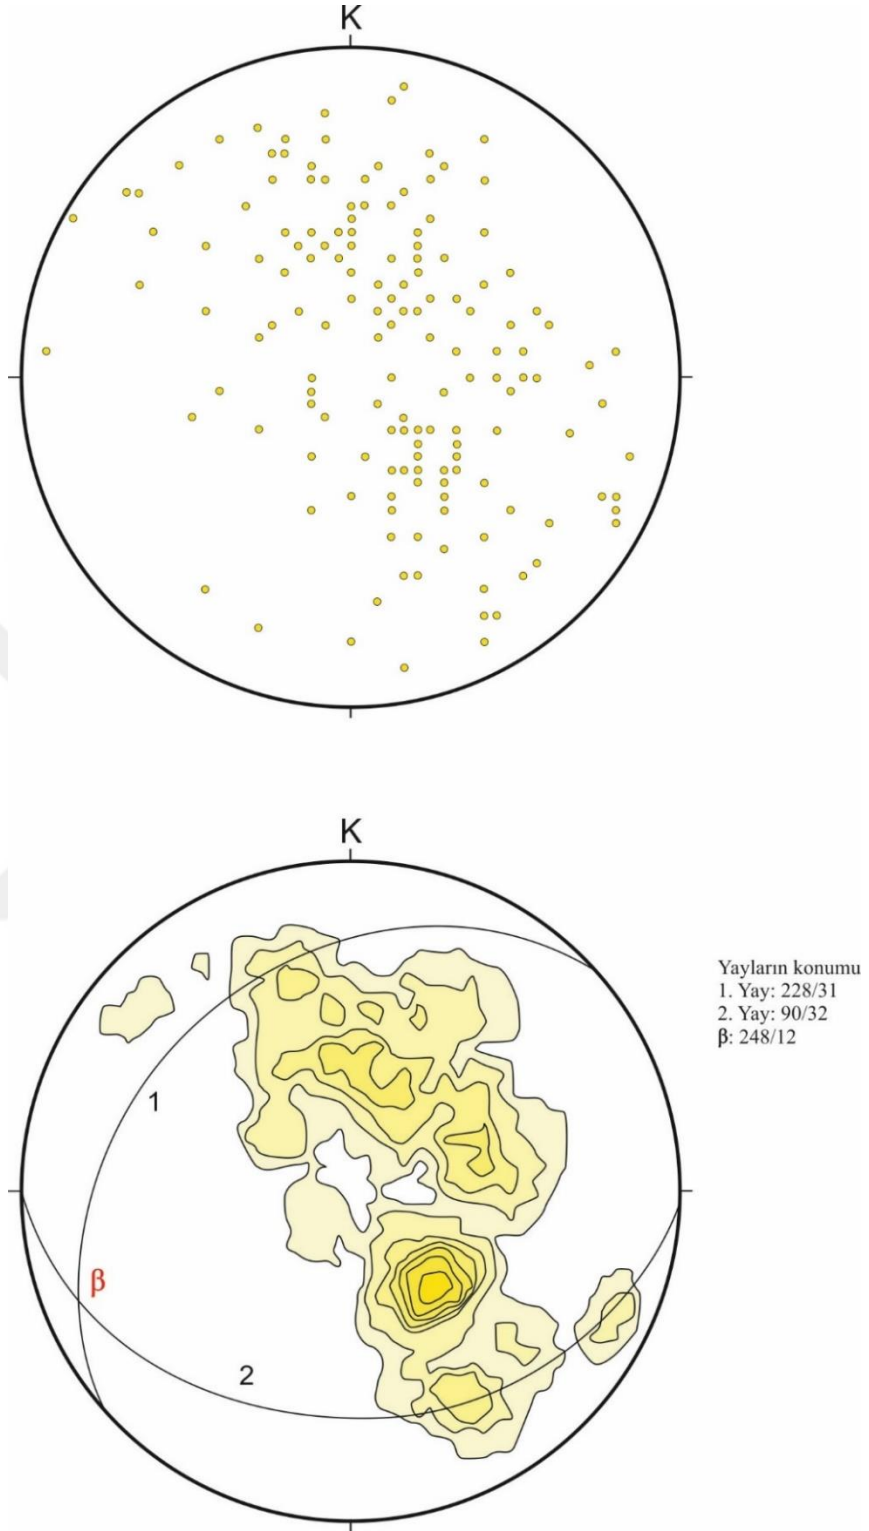 K
K
Yayların konumu
1. Yay: 228/31
2. Yay: 90/32
β: 248/12
1
β
2